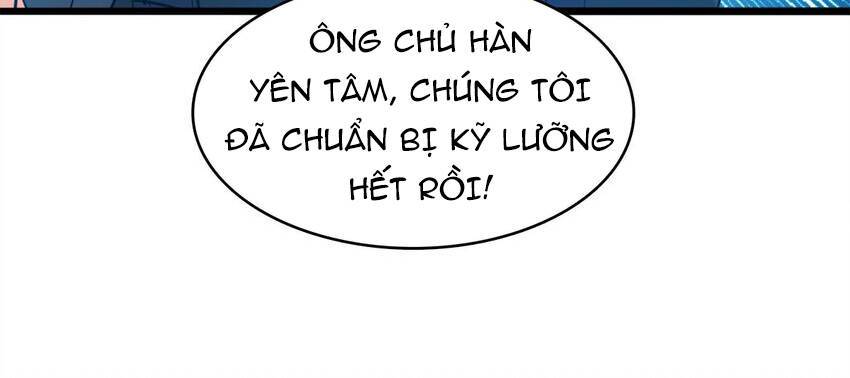 ÔNG CHỦ HÀN
YÊN TÂM, CHÚNG TÔI
ĐÃ CHUẨN BỊ KỸ LƯỠNG
HẾT RỒI!